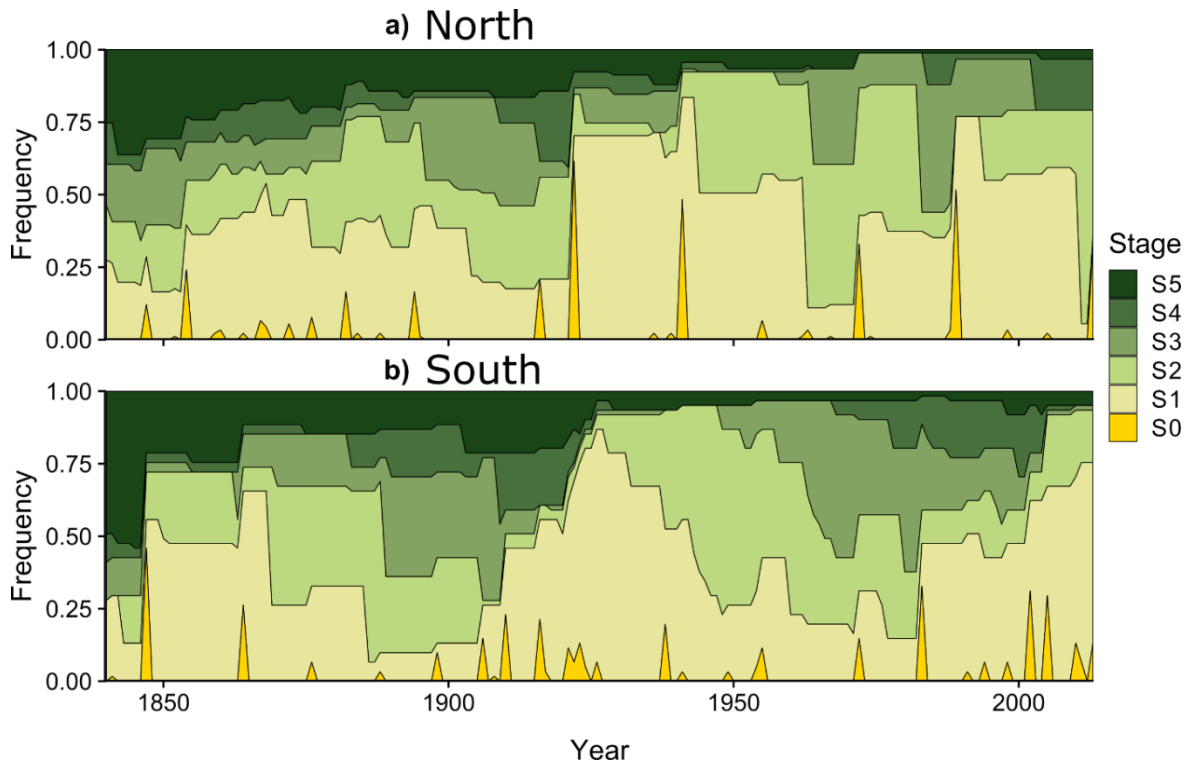 a) North
1.00
0.75
0.50
0.25
0.00
Frequency
b) South
1.00
0.75
0.50
0.25
0.00
Frequency
1850 1900 1950 2000
Year
Stage
S5
S4
S3
S2
S1
S0